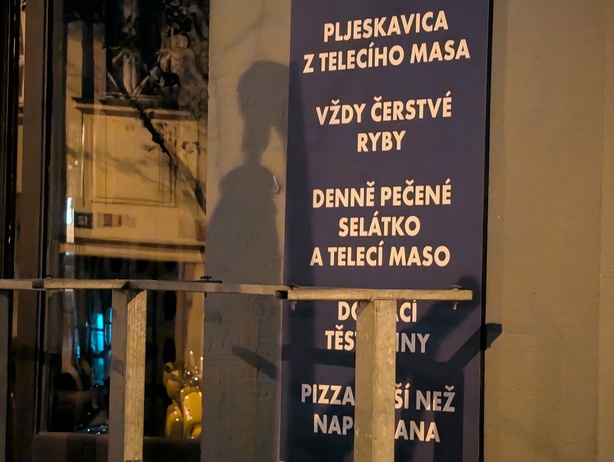 PLJESKAVICA
Z TELECÍHO MASA
VŽDY ČERSTVÉ
RYBY
DENNĚ PEČENÉ
SELÁTKO
A TELECÍ MASO
PIZZA
NEŽ